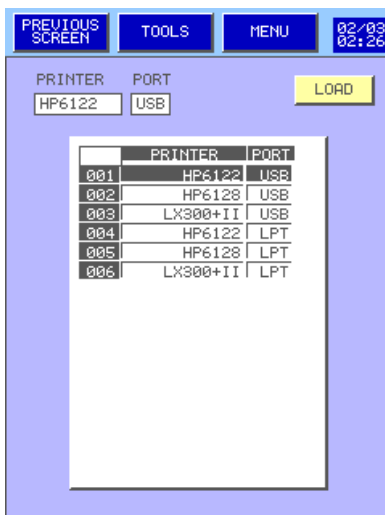 PREVIOUS SCREEN TOOLS MENU 02/03 02:26
PRINTER PORT
HP6122 USB LOAD
PRINTER PORT
001 HP6122 USB
002 HP6128 USB
003 LX300+II USB
004 HP6122 LPT
005 HP6128 LPT
006 LX300+II LPT